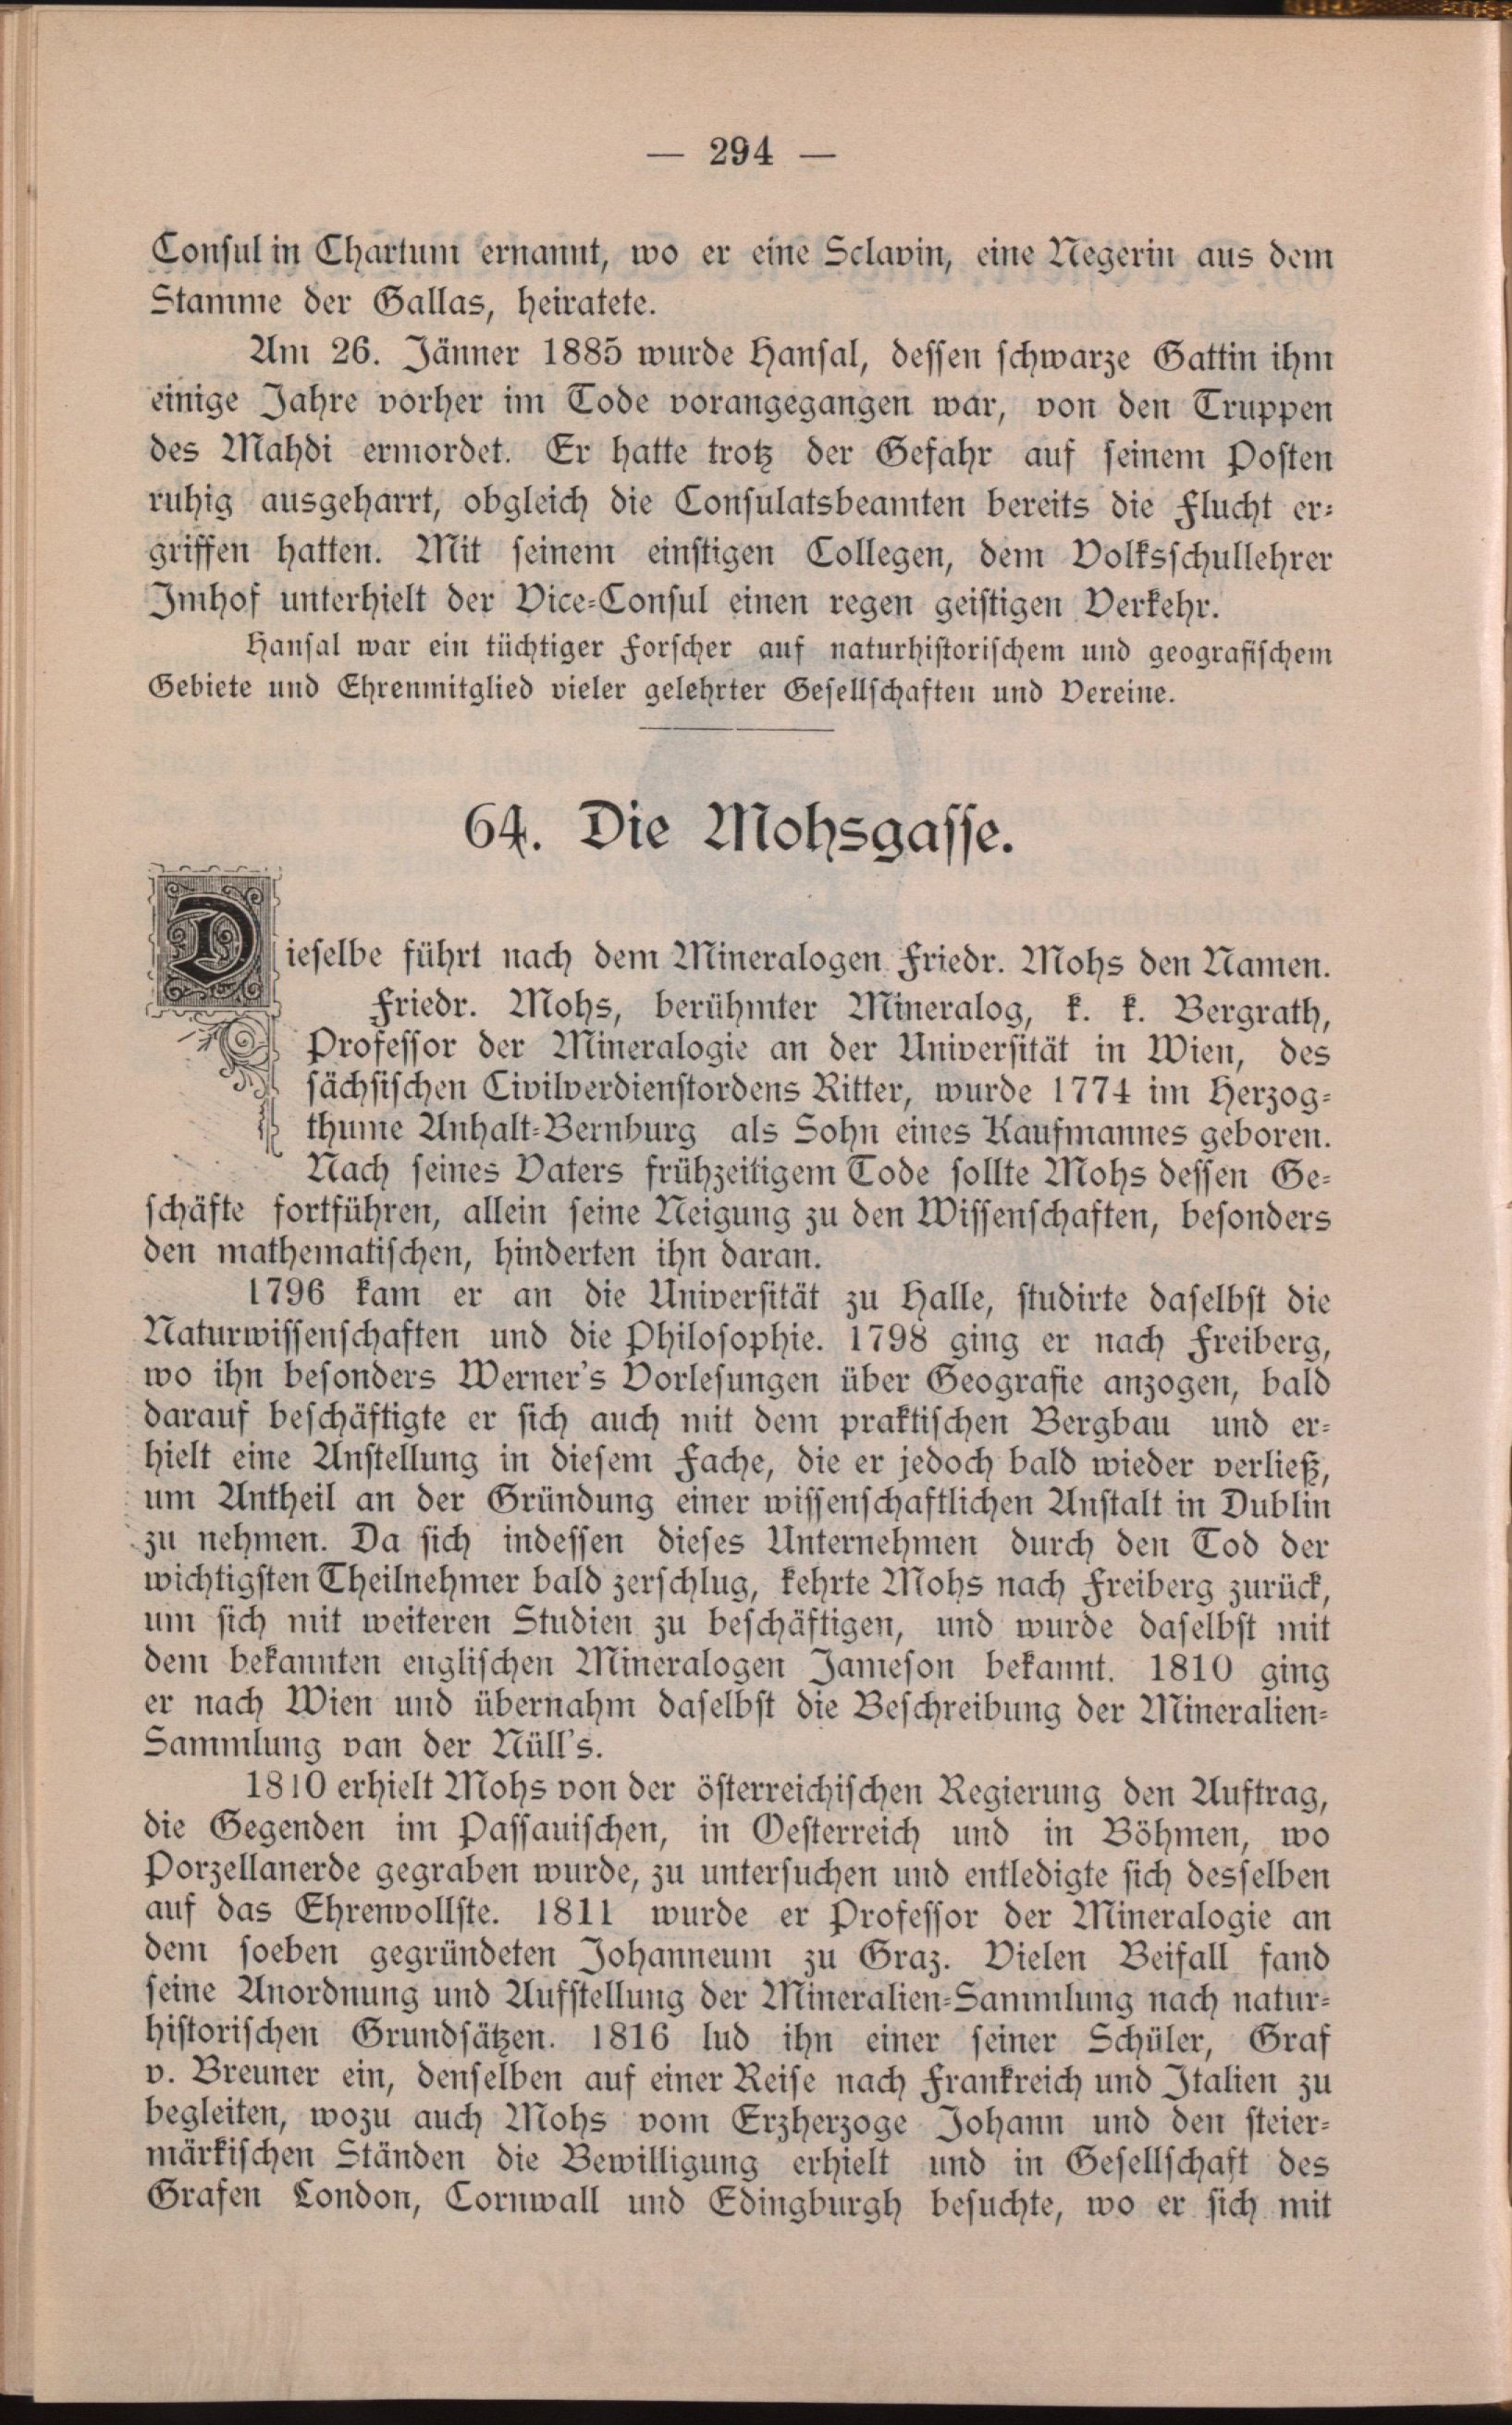 — 294 —
Consul in Chartum ernannt, wo er eine Sclavin, eine Negerin aus dem
Stamme der Gallas, heiratete.
Am 26. Jänner 1885 wurde Hansal, dessen schwarze Gattin ihm
einige Jahre vorher im Tode vorangegangen war, von den Truppen
des Mahdi ermordet. Er hatte trotz der Gefahr auf seinem Posten
ruhig ausgeharrt, obgleich die Consulatsbeamten bereits die Flucht er-
griffen hatten. Mit seinem einstigen Collegen, dem Volksschullehrer
Imhof unterhielt der Vice-Consul einen regen geistigen Verkehr.
Hansal war ein tüchtiger Forscher auf naturhistorischem und geografischem
Gebiete und Ehrenmitglied vieler gelehrter Gesellschaften und Vereine.
64. Die Mohsgasse.
Dieselbe führt nach dem Mineralogen Friedr. Mohs den Namen.
Friedr. Mohs, berühmter Mineralog, k. k. Bergrath,
Professor der Mineralogie an der Universität in Wien, des
sächsischen Civilverdienstordens Ritter, wurde 1774 im Herzog-
thume Anhalt-Bernburg als Sohn eines Kaufmannes geboren.
Nach seines Vaters frühzeitigem Tode sollte Mohs dessen Ge-
schäfte fortführen, allein seine Neigung zu den Wissenschaften, besonders
den mathematischen, hinderten ihn daran.
1796 kam er an die Universität zu Halle, studirte daselbst die
Naturwissenschaften und die Philosophie. 1798 ging er nach Freiberg,
wo ihn besonders Werner's Vorlesungen über Geografie anzogen, bald
darauf beschäftigte er sich auch mit dem praktischen Bergbau und er-
hielt eine Anstellung in diesem Fache, die er jedoch bald wieder verließ,
um Antheil an der Gründung einer wissenschaftlichen Anstalt in Dublin
zu nehmen. Da sich indessen dieses Unternehmen durch den Tod der
wichtigsten Theilnehmer bald zerschlug, kehrte Mohs nach Freiberg zurück,
um sich mit weiteren Studien zu beschäftigen, und wurde daselbst mit
dem bekannten englischen Mineralogen Jameson bekannt. 1810 ging
er nach Wien und übernahm daselbst die Beschreibung der Mineralien-
Sammlung van der Nüll's.
1810 erhielt Mohs von der österreichischen Regierung den Auftrag,
die Gegenden im Passauischen, in Oesterreich und in Böhmen, wo
Porzellanerde gegraben wurde, zu untersuchen und entledigte sich desselben
auf das Ehrenvollste. 1811 wurde er Professor der Mineralogie an
dem soeben gegründeten Johanneum zu Graz. Vielen Beifall fand
seine Anordnung und Aufstellung der Mineralien-Sammlung nach natur-
historischen Grundsätzen. 1816 lud ihn einer seiner Schüler, Graf
v. Breuner ein, denselben auf einer Reise nach Frankreich und Italien zu
begleiten, wozu auch Mohs vom Erzherzoge Johann und den steier-
märkischen Ständen die Bewilligung erhielt und in Gesellschaft des
Grafen London, Cornwall und Edingburgh besuchte, wo er sich mit